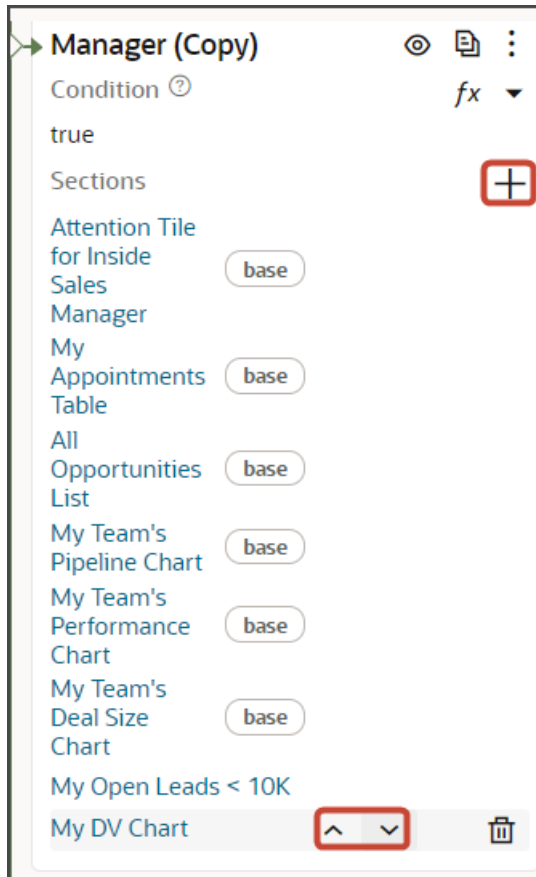 Manager (Copy)
Condition ?
fx
true
Sections
Attention Tile
for Inside
Sales
Manager
base
My
Appointments
Table
base
All
Opportunities
List
base
My Team's
Pipeline Chart
base
My Team's
Performance
Chart
base
My Team's
Deal Size
Chart
base
My Open Leads < 10K
My DV Chart